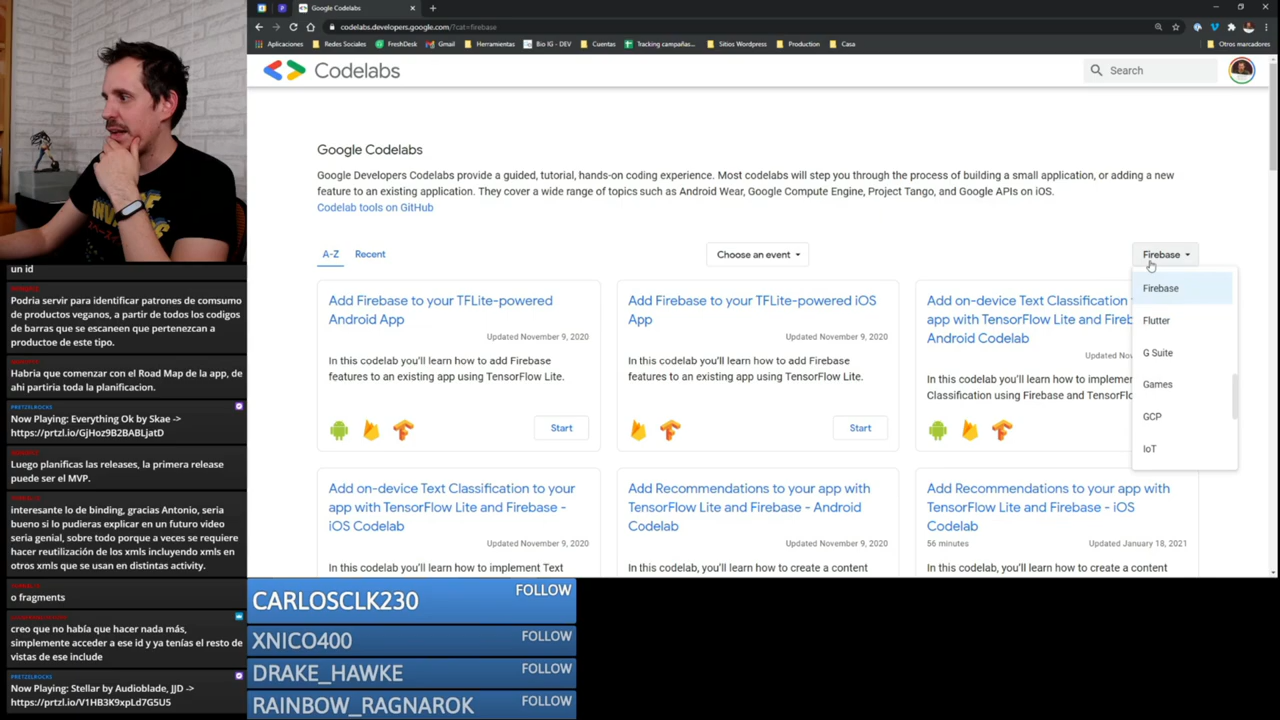 Google Codelabs
codelabs.developers.google.com/?cat=firebase
Aplicaciones
Redes Sociales
FreshDesk
Gmail
Herramientas
Bio IG - DEV
Cuentas
Tracking campañas...
Sitios Wordpress
Production
Casa
Otros marcadores
Codelabs
Search
Google Codelabs
Google Developers Codelabs provide a guided, tutorial, hands-on coding experience. Most codelabs will step you through the process of building a small application, or adding a new
feature to an existing application. They cover a wide range of topics such as Android Wear, Google Compute Engine, Project Tango, and Google APIs on iOS.
Codelab tools on GitHub
A-Z
Recent
Choose an event
Firebase
Firebase
Flutter
G Suite
Games
GCP
IoT
Add Firebase to your TFLite-powered
Android App
Updated November 9, 2020
In this codelab you'll learn how to add Firebase
features to an existing app using TensorFlow Lite.
Start
Add Firebase to your TFLite-powered iOS
App
Updated November 9, 2020
In this codelab you'll learn how to add Firebase
features to an existing app using TensorFlow Lite.
Start
Add on-device Text Classification
app with TensorFlow Lite and Fireb
Android Codelab
Updated Nov
In this codelab you'll learn how to implemen
Classification using Firebase and TensorFlo
Add on-device Text Classification to your
app with TensorFlow Lite and Firebase -
iOS Codelab
Updated November 9, 2020
In this codelab you'll learn how to implement Text
Add Recommendations to your app with
TensorFlow Lite and Firebase - Android
Codelab
Updated November 9, 2020
In this codelab, you'll learn how to create a content
Add Recommendations to your app with
TensorFlow Lite and Firebase - iOS
Codelab
56 minutes
Updated January 18, 2021
In this codelab, you'll learn how to create a content
un id
Podria servir para identificar patrones de comsumo
de productos veganos, a partir de todos los codigos
de barras que se escaneen que pertenezcan a
productoe de este tipo.
Habria que comenzar con el Road Map de la app, de
ahi partiria toda la planificacion.
PRETZELROCKS
Now Playing: Everything Ok by Skae ->
https://prtzl.io/GjHoz9B2BABLjatD
Luego planificas las releases, la primera release
puede ser el MVP.
interesante lo de binding, gracias Antonio, seria
bueno si lo pudieras explicar en un futuro video
seria genial, sobre todo porque a veces se requiere
hacer reutilización de los xmls incluyendo xmls en
otros xmls que se usan en distintas activity.
o fragments
creo que no había que hacer nada más,
simplemente acceder a ese id y ya tenías el resto de
vistas de ese include
PRETZELROCKS
Now Playing: Stellar by Audioblade, JJD ->
https://prtzl.io/V1HB3K9xpLd7G5U5
CARLOSCLK230 FOLLOW
XNICO400 FOLLOW
DRAKE_HAWKE FOLLOW
RAINBOW_RAGNAROK FOLLOW